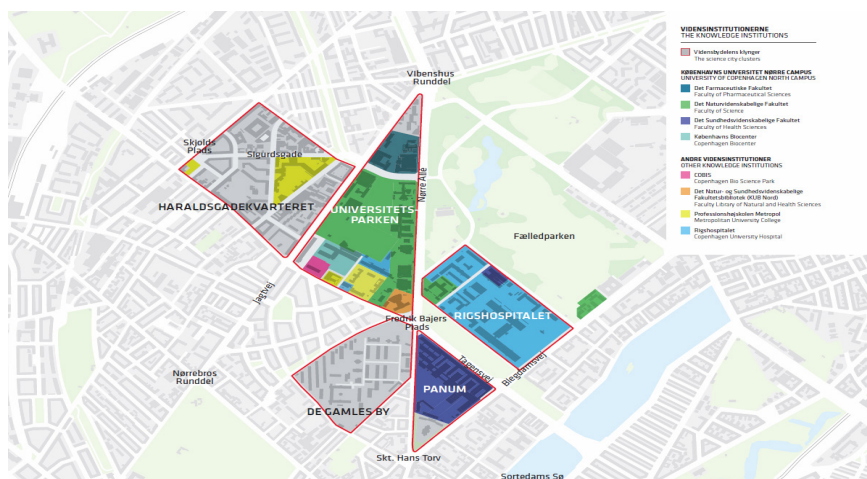 VIDENSINSTITUTIONERNE
THE KNOWLEDGE INSTITUTIONS
Vidensbydelens klynger
The science city clusters
KØBENHAVNS UNIVERSITET NØRRE CAMPUS
UNIVERSITY OF COPENHAGEN NORTH CAMPUS
Det Farmaceutiske Fakultet
Faculty of Pharmaceutical Sciences
Det Naturvidenskabelige Fakultet
Faculty of Science
Det Sundhedsvidenskabelige Fakultet
Faculty of Health Sciences
Københavns Biocenter
Copenhagen Biocenter
ANDRE VIDENSINSTITUTIONER
OTHER KNOWLEDGE INSTITUTIONS
COBIS
Copenhagen Bio Science Park
Det Natur- og Sundhedsvidenskabelige
Fakultetsbibliotek (KUB Nord)
Faculty Library of Natural and Health Sciences
Professionshøjskolen Metropol
Metropolitan University College
Rigshospitalet
Copenhagen University Hospital
Vibenshus
Runddel
Skjolds
Plads
Sigurdsgade
HARALDSGADEKVARTERET
UNIVERSITETS-
PARKEN
Nørre Allé
Fælledparken
Jagtvej
RIGSHOSPITALET
Fredrik Bajers
Plads
Tagensvej
Blegdamsvej
Nørrebros
Runddel
PANUM
DE GAMLES BY
Skt. Hans Torv
Sortedams Sø